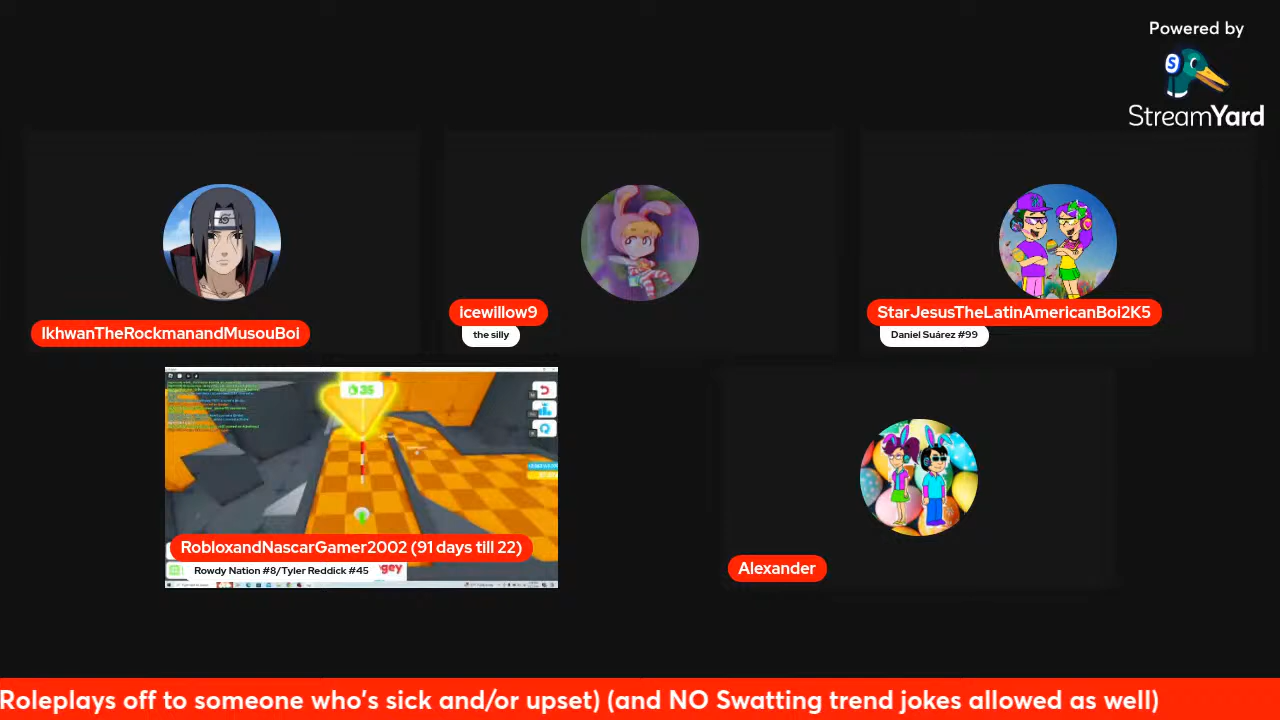 Powered by
StreamYard
IkhwanTheRockmanandMusouBoi
icewillow9
the silly
StarJesusTheLatinAmericanBoi2K5
Daniel Suárez #99
35
RobloxandNascarGamer2002 (91 days till 22)
Rowdy Nation #8/Tyler Reddick #45
gey
Alexander
Roleplays off to someone who's sick and/or upset) (and NO Swatting trend jokes allowed as well)